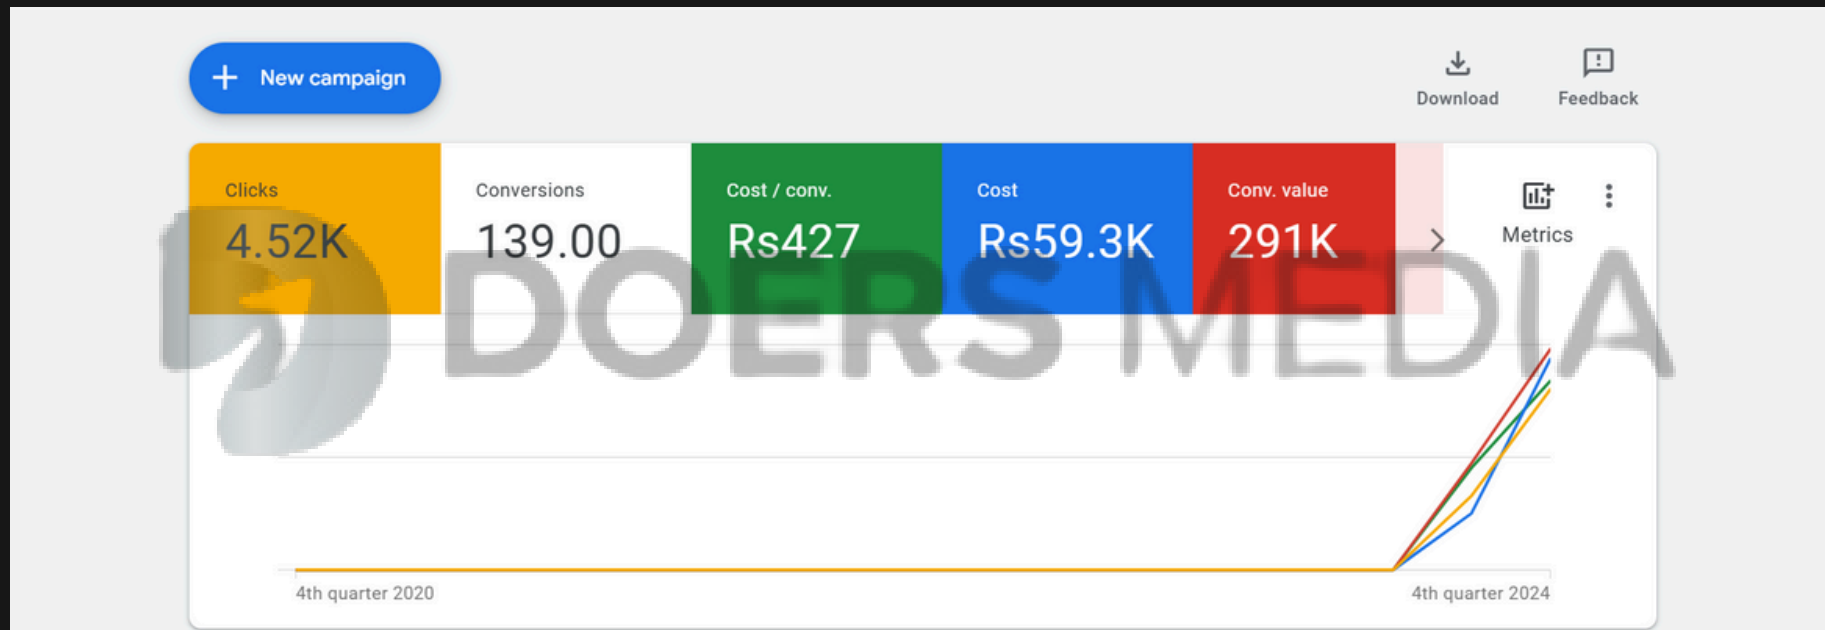 New campaign
Download
Feedback
Clicks
4.52K
Conversions
139.00
Cost / conv.
Rs427
Cost
Rs59.3K
Conv. value
291K
Metrics
DOERS MEDIA
4th quarter 2020
4th quarter 2024